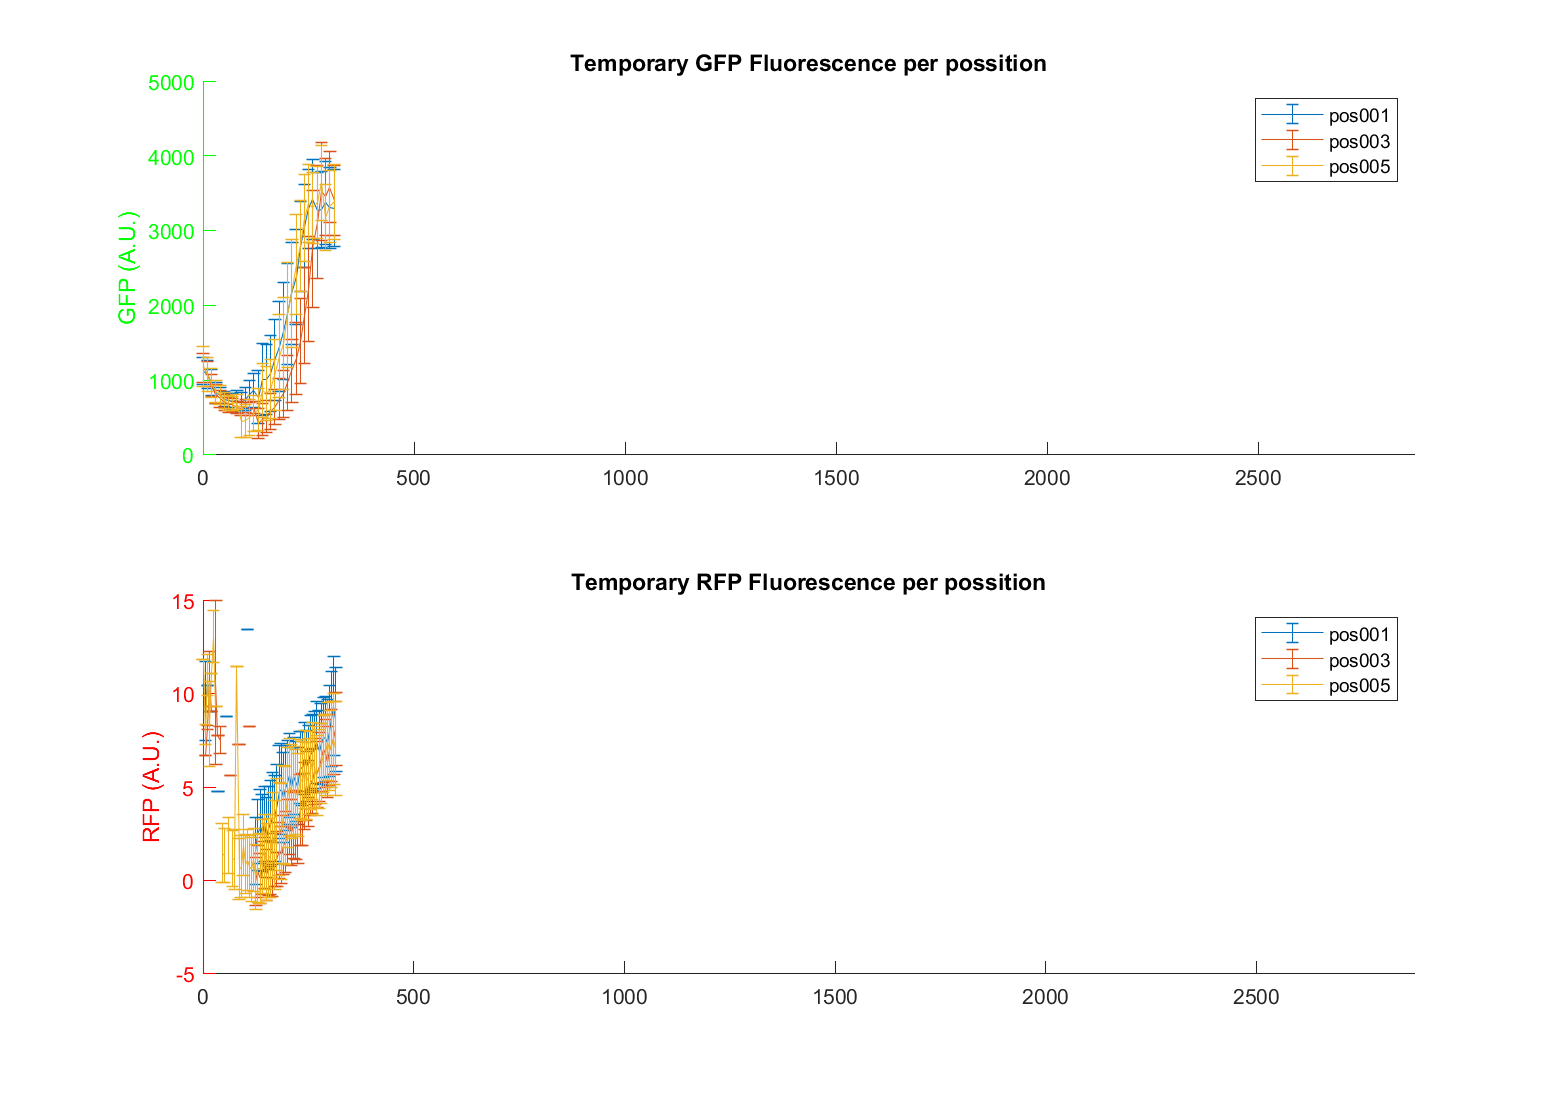 Temporary GFP Fluorescence per possition
5000
4000
3000
2000
1000
0
GFP (A.U.)
pos001
pos003
pos005
0 500 1000 1500 2000 2500
Temporary RFP Fluorescence per possition
15
10
5
0
-5
RFP (A.U.)
pos001
pos003
pos005
0 500 1000 1500 2000 2500